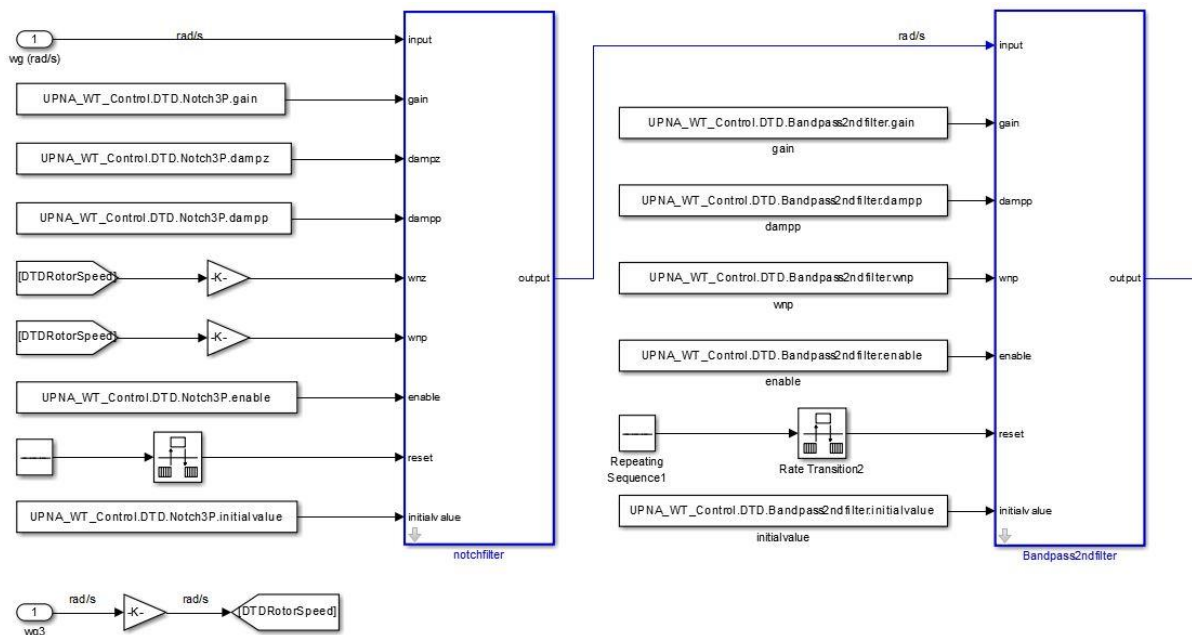 1
wg (rad/s)
rad/s
UPNA_WT_Control.DTD.Notch3P.gain
UPNA_WT_Control.DTD.Notch3P.dampz
UPNA_WT_Control.DTD.Notch3P.dampp
[DTDRotorSpeed]
-K-
[DTDRotorSpeed]
-K-
UPNA_WT_Control.DTD.Notch3P.enable
UPNA_WT_Control.DTD.Notch3P.initialvalue
input
gain
dampz
dampp
wnz
wnp
enable
reset
initialvalue
output
notchfilter
1
wg3
rad/s
-K-
rad/s
[DTDRotorSpeed]
rad/s
UPNA_WT_Control.DTD.Bandpass2ndfilter.gain
gain
UPNA_WT_Control.DTD.Bandpass2ndfilter.dampp
dampp
UPNA_WT_Control.DTD.Bandpass2ndfilter.wnp
wnp
UPNA_WT_Control.DTD.Bandpass2ndfilter.enable
enable
Repeating
Sequence1
Rate Transition2
UPNA_WT_Control.DTD.Bandpass2ndfilter.initialvalue
initialvalue
input
gain
dampp
wnp
enable
reset
initialvalue
output
Bandpass2ndfilter